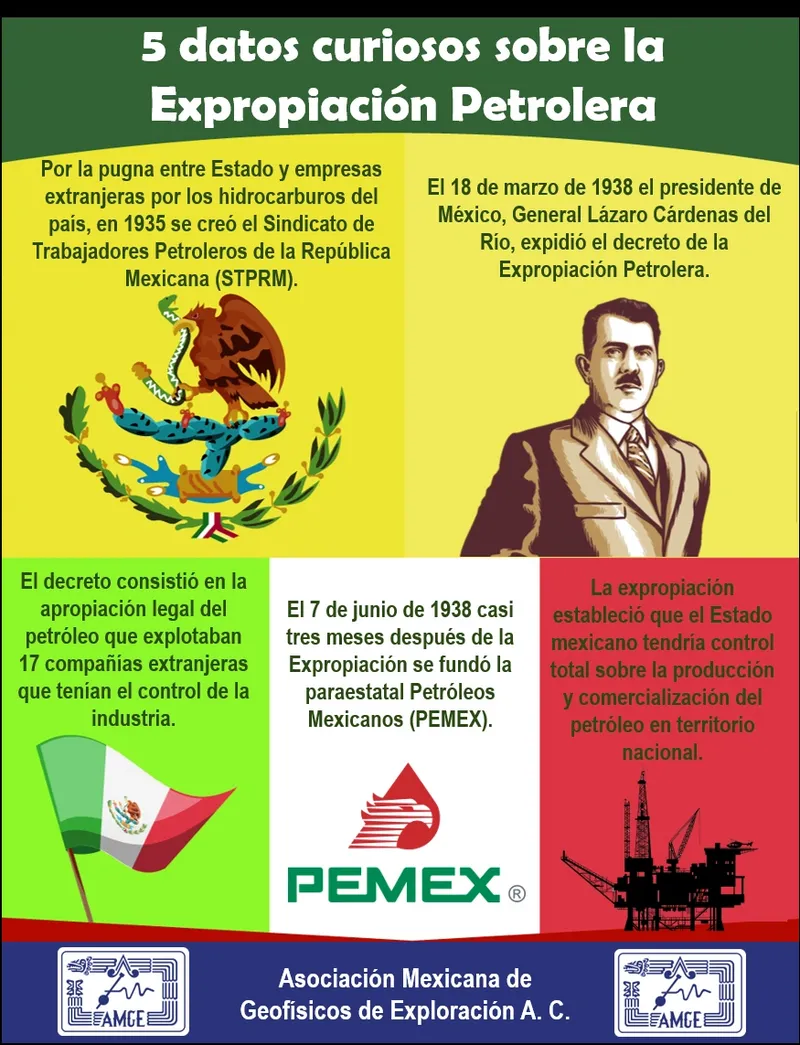 5 datos curiosos sobre la
Expropiación Petrolera
Por la pugna entre Estado y empresas
extranjeras por los hidrocarburos del
país, en 1935 se creó el Sindicato de
Trabajadores Petroleros de la República
Mexicana (STPRM).
El 18 de marzo de 1938 el presidente de
México, General Lázaro Cárdenas del
Río, expidió el decreto de la
Expropiación Petrolera.
El decreto consistió en la
apropiación legal del
petróleo que explotaban
17 compañías extranjeras
que tenían el control de la
industria.
El 7 de junio de 1938 casi
tres meses después de la
Expropiación se fundó la
paraestatal Petróleos
Mexicanos (PEMEX).
PEMEX ®
La expropiación
estableció que el Estado
mexicano tendría control
total sobre la producción
y comercialización del
petróleo en territorio
nacional.
AMGE
Asociación Mexicana de
Geofísicos de Exploración A. C.
AMGE